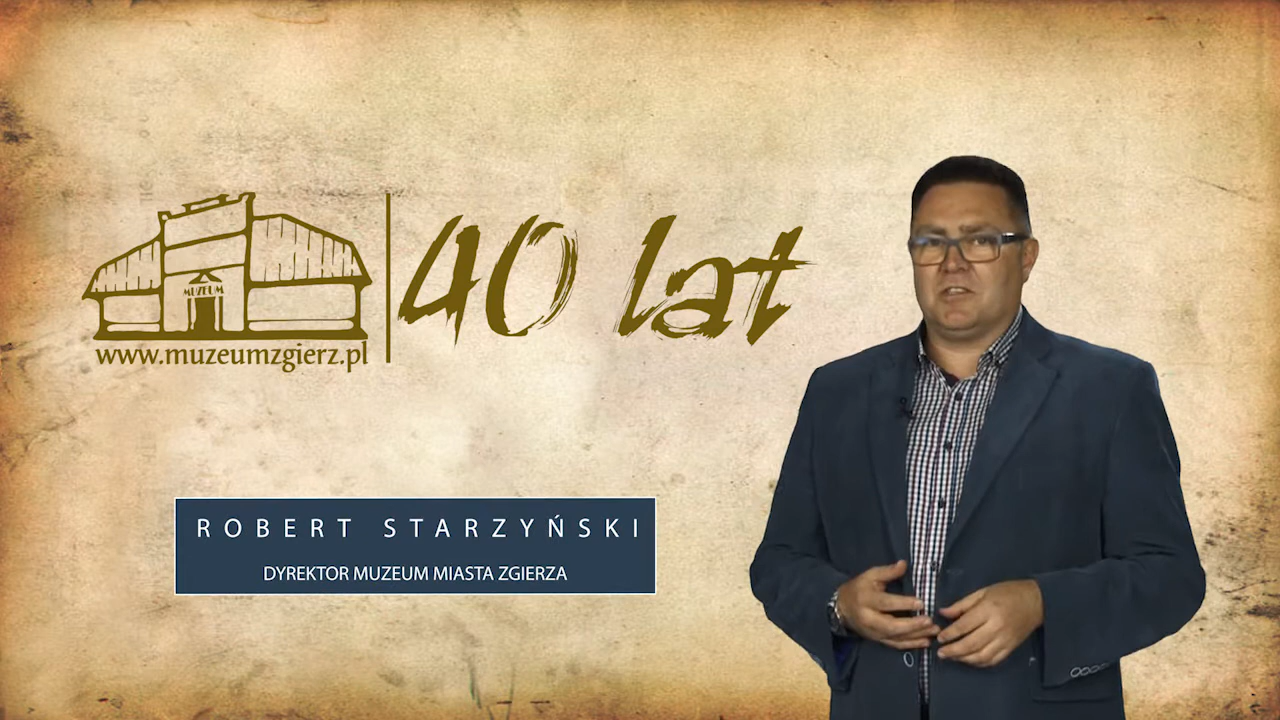 MUZEUM
www.muzeumzgierz.pl
40 lat
ROBERT STARZYŃSKI
DYREKTOR MUZEUM MIASTA ZGIERZA